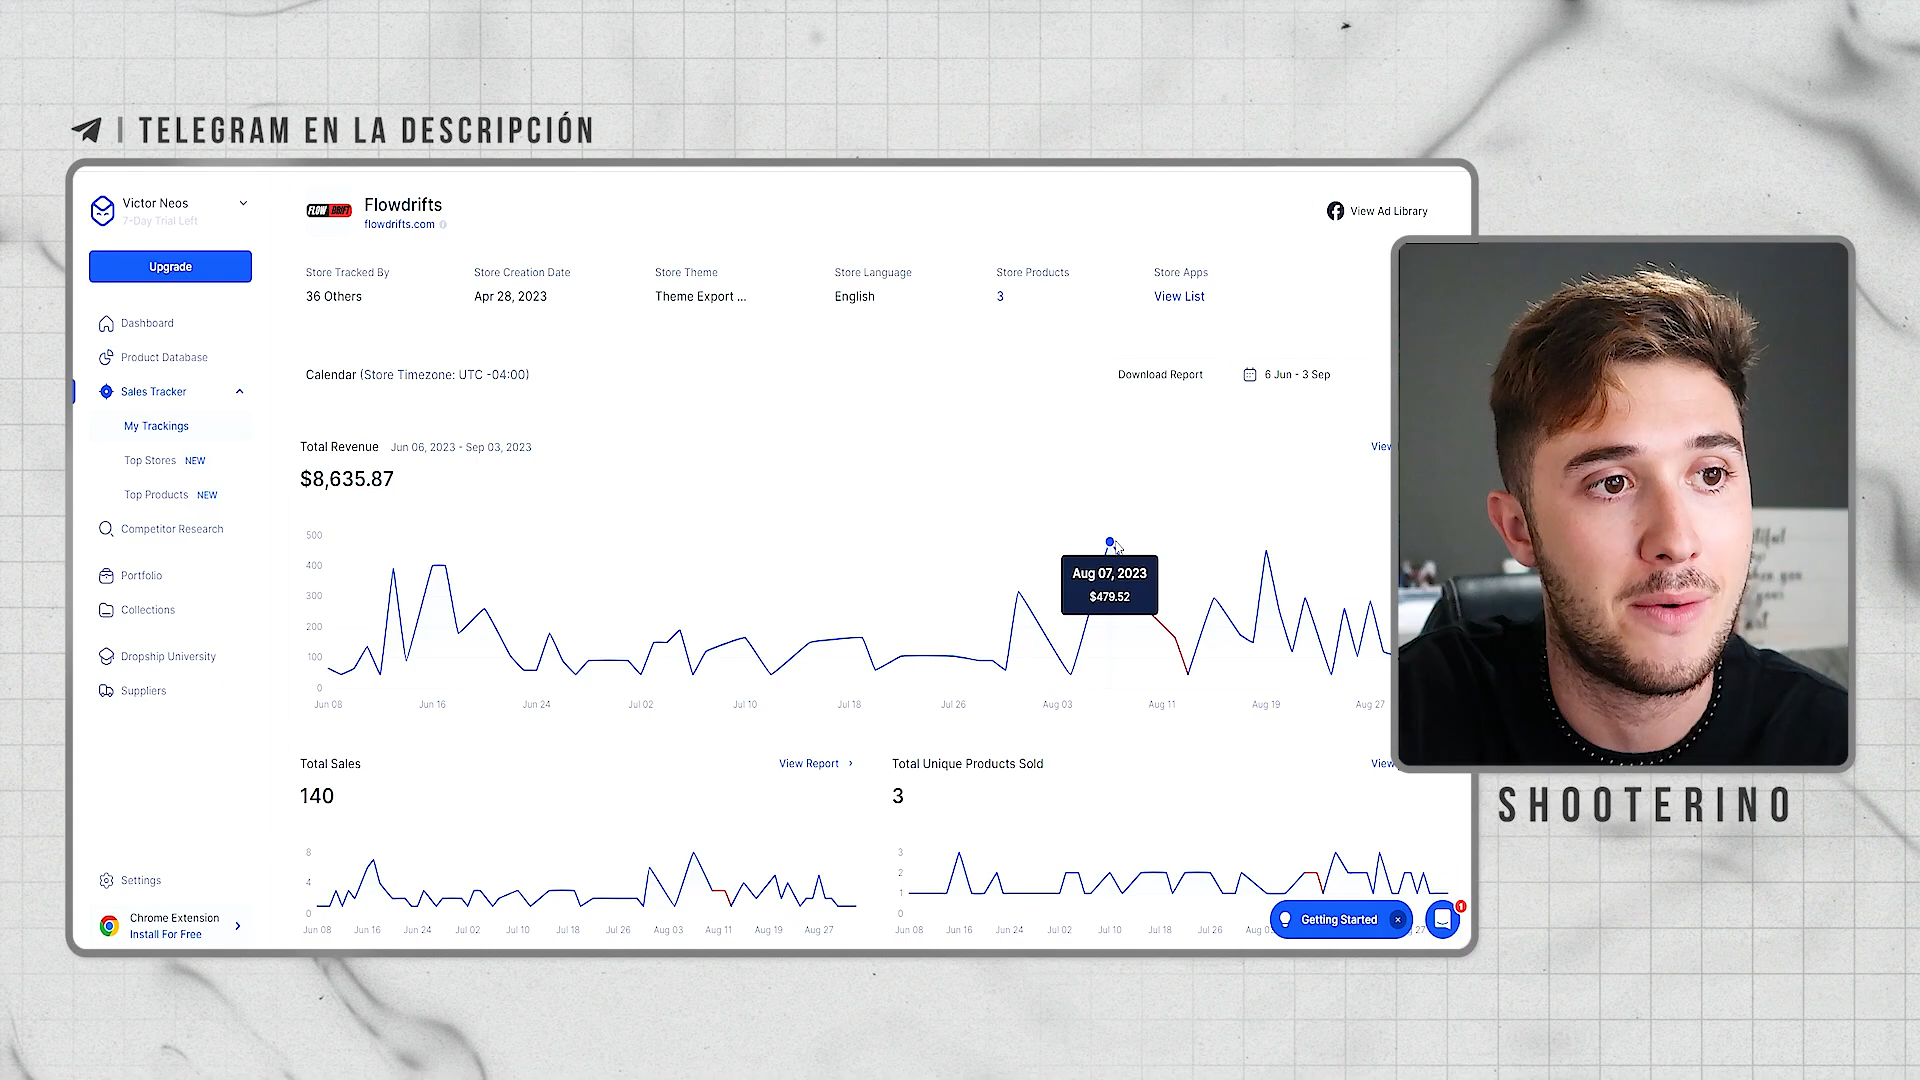 TELEGRAM EN LA DESCRIPCIÓN
Victor Neos
7-Day Trial Left
Upgrade
Dashboard
Product Database
Sales Tracker
My Trackings
Top Stores NEW
Top Products NEW
Competitor Research
Portfolio
Collections
Dropship University
Suppliers
Settings
Chrome Extension
Install For Free
FLOW DRIFT
Flowdrifts
flowdrifts.com
View Ad Library
Store Tracked By
36 Others
Store Creation Date
Apr 28, 2023
Store Theme
Theme Export ...
Store Language
English
Store Products
3
Store Apps
View List
Calendar (Store Timezone: UTC -04:00)
Download Report
6 Jun - 3 Sep
Total Revenue Jun 06, 2023 - Sep 03, 2023
View
$8,635.87
500
400
300
200
100
0
Aug 07, 2023
$479.52
Jun 08 Jun 16 Jun 24 Jul 02 Jul 10 Jul 18 Jul 26 Aug 03 Aug 11 Aug 19 Aug 27
Total Sales
View Report
140
8
4
0
Jun 08 Jun 16 Jun 24 Jul 02 Jul 10 Jul 18 Jul 26 Aug 03 Aug 11 Aug 19 Aug 27
Total Unique Products Sold
View
3
3
2
1
0
Jun 08 Jun 16 Jun 24 Jul 02 Jul 10 Jul 18 Jul 26 Aug 0 27
Getting Started
1
SHOOTERINO